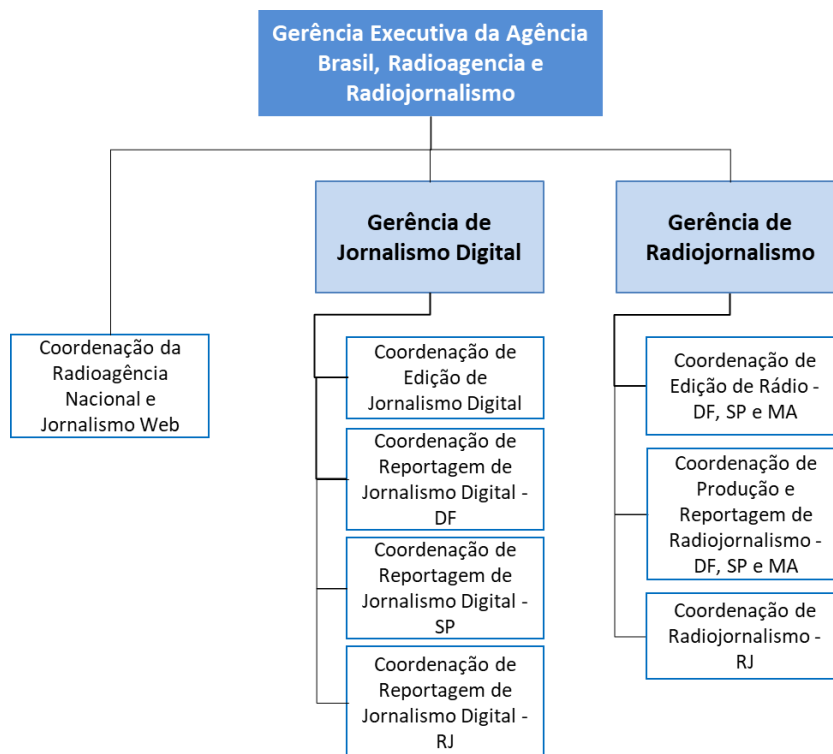 Gerência Executiva da Agência
Brasil, Radioagencia e
Radiojornalismo
Gerência de
Jornalismo Digital
Gerência de
Radiojornalismo
Coordenação da
Radioagência
Nacional e
Jornalismo Web
Coordenação de
Edição de
Jornalismo Digital
Coordenação de
Reportagem de
Jornalismo Digital -
DF
Coordenação de
Reportagem de
Jornalismo Digital -
SP
Coordenação de
Reportagem de
Jornalismo Digital -
RJ
Coordenação de
Edição de Rádio -
DF, SP e MA
Coordenação de
Produção e
Reportagem de
Radiojornalismo -
DF, SP e MA
Coordenação de
Radiojornalismo -
RJ